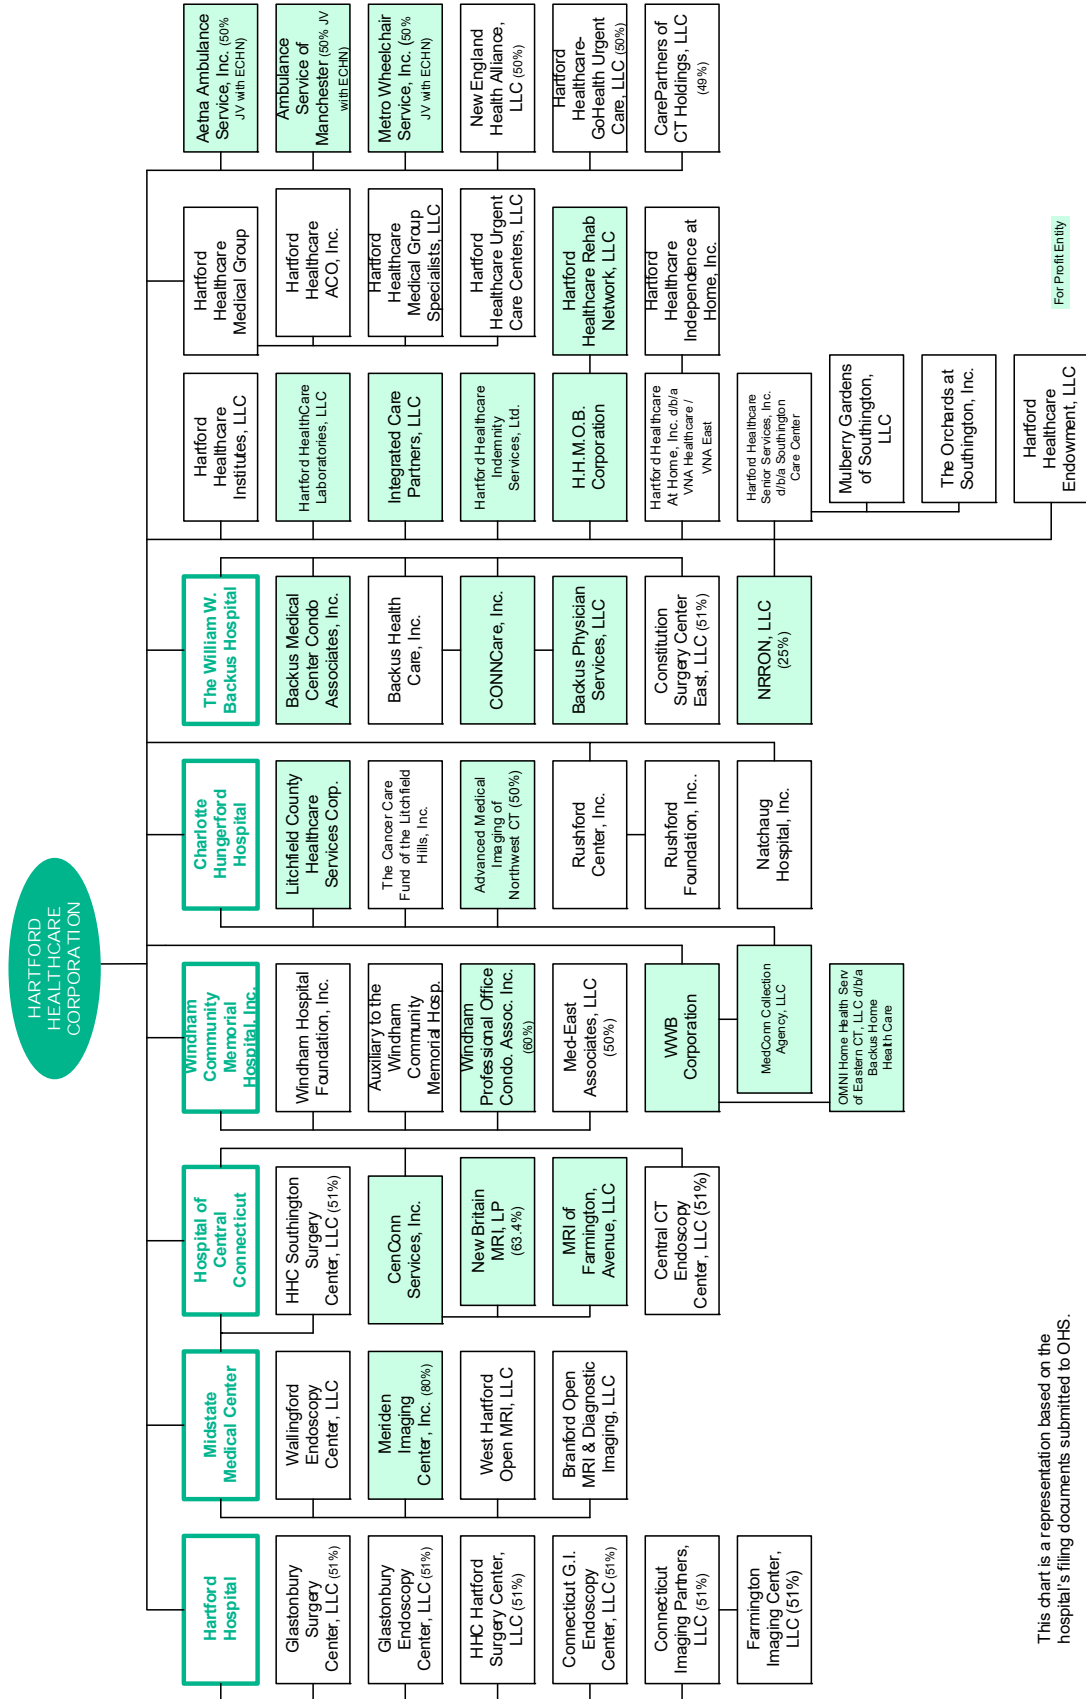 HARTFORD
HEALTHCARE
CORPORATION
Hartford
Hospital
Glastonbury
Surgery
Center, LLC (51%)
Glastonbury
Endoscopy
Center, LLC (51%)
HHC Hartford
Surgery Center,
LLC (51%)
Connecticut G.I.
Endoscopy
Center, LLC (51%)
Connecticut
Imaging Partners,
LLC (51%)
Farmington
Imaging Center,
LLC (51%)
Midstate
Medical Center
Wallingford
Endoscopy
Center, LLC
Meriden
Imaging
Center, Inc. (80%)
West Hartford
Open MRI, LLC
Branford Open
MRI & Diagnostic
Imaging, LLC
Hospital of
Central
Connecticut
HHC Southington
Surgery
Center, LLC (51%)
CenConn
Services, Inc.
New Britain
MRI, LP
(63.4%)
MRI of
Farmington,
Avenue, LLC
Central CT
Endoscopy
Center, LLC (51%)
Windham
Community
Memorial
Hospital, Inc.
Windham Hospital
Foundation, Inc.
Auxiliary to the
Windham
Community
Memorial Hosp.
Windham
Professional Office
Condo. Assoc. Inc.
(60%)
Med-East
Associates, LLC
(50%)
WWB
Corporation
MedConn Collection
Agency, LLC
OMNI Home Health Serv
of Eastern CT, LLC d/b/a
Backus Home
Health Care
Charlotte
Hungerford
Hospital
Litchfield County
Healthcare
Services Corp.
The Cancer Care
Fund of the Litchfield
Hills, Inc.
Advanced Medical
Imaging of
Northwest CT (50%)
Rushford
Center, Inc.
Rushford
Foundation, Inc..
Natchaug
Hospital, Inc.
The William W.
Backus Hospital
Backus Medical
Center Condo
Associates, Inc.
Backus Health
Care, Inc.
CONNCare, Inc.
Backus Physician
Services, LLC
Constitution
Surgery Center
East, LLC (51%)
NRRON, LLC
(25%)
Hartford
Healthcare
Institutes, LLC
Hartford HealthCare
Laboratories, LLC
Integrated Care
Partners, LLC
Hartford Healthcare
Indemnity
Services, Ltd.
H.H.M.O.B.
Corporation
Hartford Healthcare
At Home, Inc. d/b/a
VNA Healthcare /
VNA East
Hartford Healthcare
Senior Services, Inc.
d/b/a Southington
Care Center
Mulberry Gardens
of Southington,
LLC
The Orchards at
Southington, Inc.
Hartford
Healthcare
Endowment, LLC
Hartford
Healthcare
Medical Group
Hartford
Healthcare
ACO, Inc.
Hartford
Healthcare
Medical Group
Specialists, LLC
Hartford
Healthcare Urgent
Care Centers, LLC
Hartford
Healthcare Rehab
Network, LLC
Hartford
Healthcare
Independence at
Home, Inc.
Aetna Ambulance
Service, Inc. (50%
JV with ECHN)
Ambulance
Service of
Manchester (50% JV
with ECHN)
Metro Wheelchair
Service, Inc. (50%
JV with ECHN)
New England
Health Alliance,
LLC (50%)
Hartford
Healthcare-
GoHealth Urgent
Care, LLC (50%)
CarePartners of
CT Holdings, LLC
(49%)
For Profit Entity
This chart is a representation based on the
hospital's filing documents submitted to OHS.